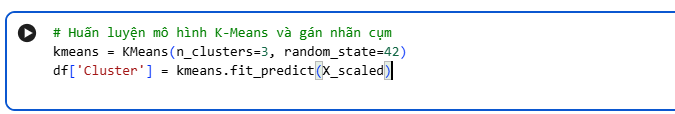 # Huấn luyện mô hình K-Means và gán nhãn cụm
kmeans = KMeans(n_clusters=3, random_state=42)
df['Cluster'] = kmeans.fit_predict(X_scaled)